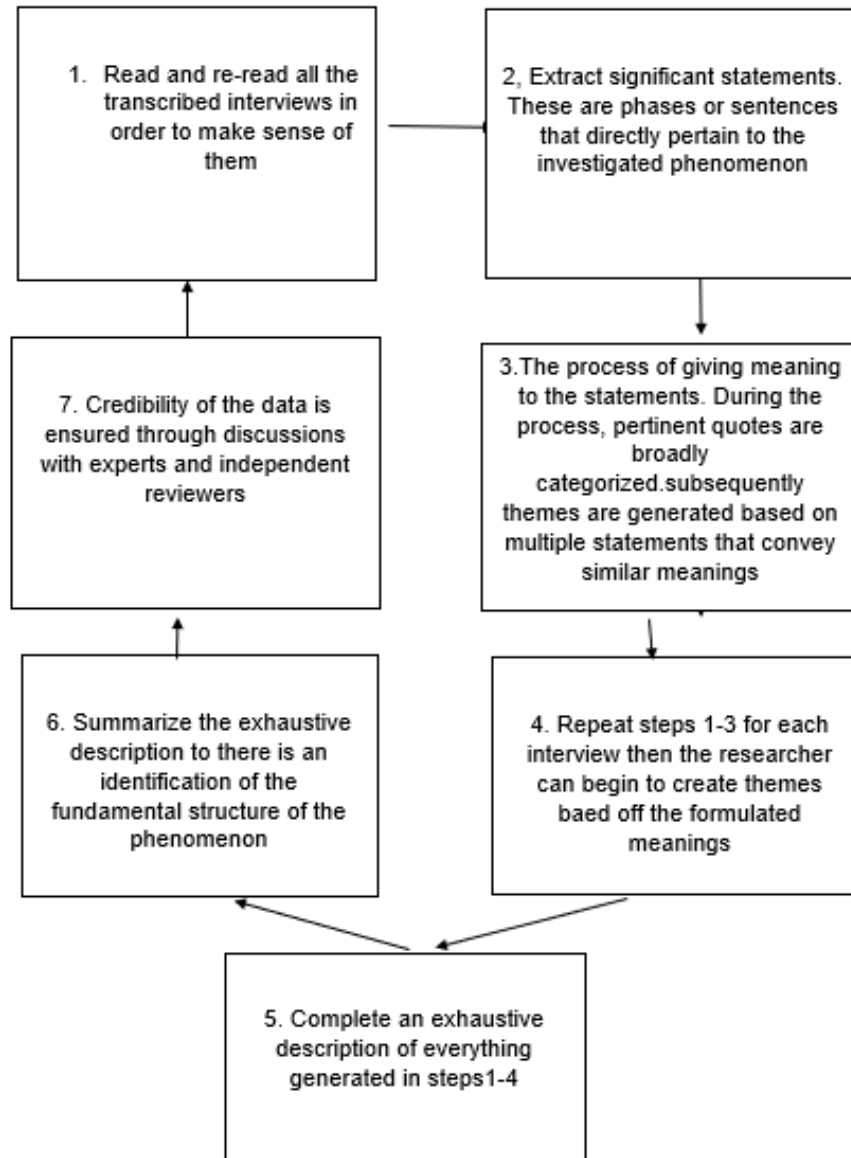 1. Read and re-read all the
transcribed interviews in
order to make sense of
them
2, Extract significant statements.
These are phases or sentences
that directly pertain to the
investigated phenomenon
3.The process of giving meaning
to the statements. During the
process, pertinent quotes are
broadly
categorized.subsequently
themes are generated based on
multiple statements that convey
similar meanings
4. Repeat steps 1-3 for each
interview then the researcher
can begin to create themes
baed off the formulated
meanings
5. Complete an exhaustive
description of everything
generated in steps1-4
6. Summarize the exhaustive
description to there is an
identification of the
fundamental structure of the
phenomenon
7. Credibility of the data is
ensured through discussions
with experts and independent
reviewers